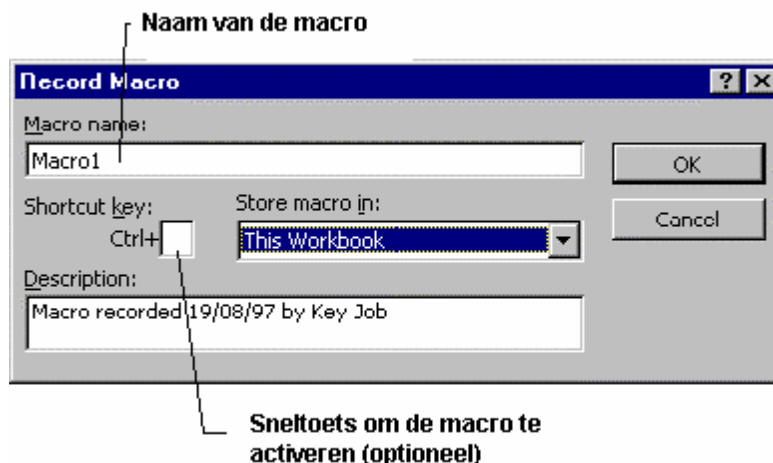 Naam van de macro
Record Macro
Macro name:
Macro1
OK
Shortcut key:
Store macro in:
Ctrl+
This Workbook
Cancel
Description:
Macro recorded 19/08/97 by Key Job
Sneltoets om de macro te
activeren (optioneel)